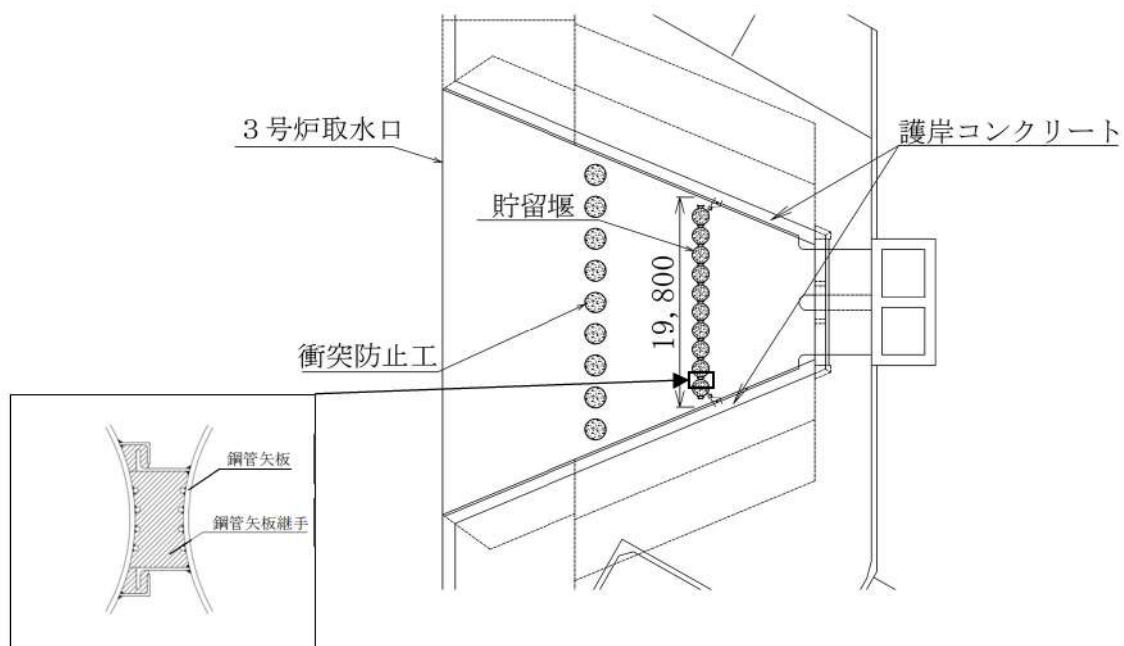 ３号炉取水口
護岸コンクリート
貯留堰
19,800
衝突防止工
鋼管矢板
鋼管矢板継手